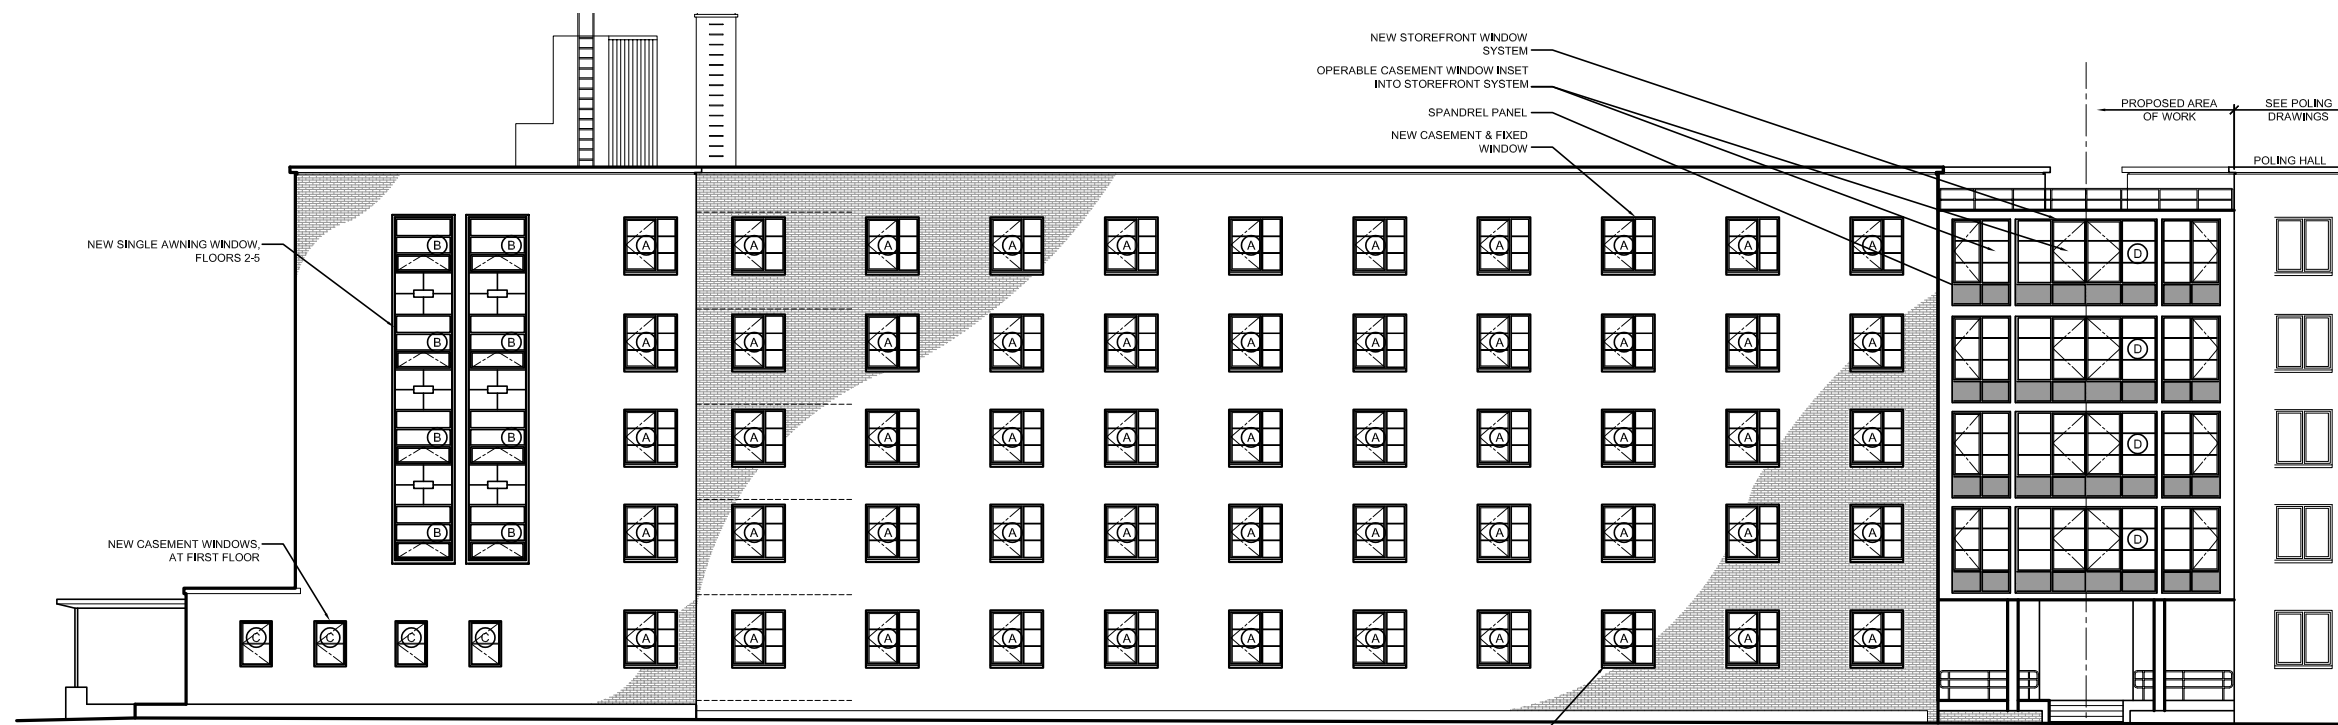 NEW STOREFRONT WINDOW
SYSTEM
OPERABLE CASEMENT WINDOW INSET
INTO STOREFRONT SYSTEM
SPANDREL PANEL
NEW CASEMENT & FIXED
WINDOW
PROPOSED AREA
OF WORK
SEE POLING
DRAWINGS
POLING HALL
NEW SINGLE AWNING WINDOW,
FLOORS 2-5
NEW CASEMENT WINDOWS,
AT FIRST FLOOR
B B A A A A A A A A A A A D
B B A A A A A A A A A A A D
B B A A A A A A A A A A A D
B B A A A A A A A A A A A D
C C C C A A A A A A A A A A A